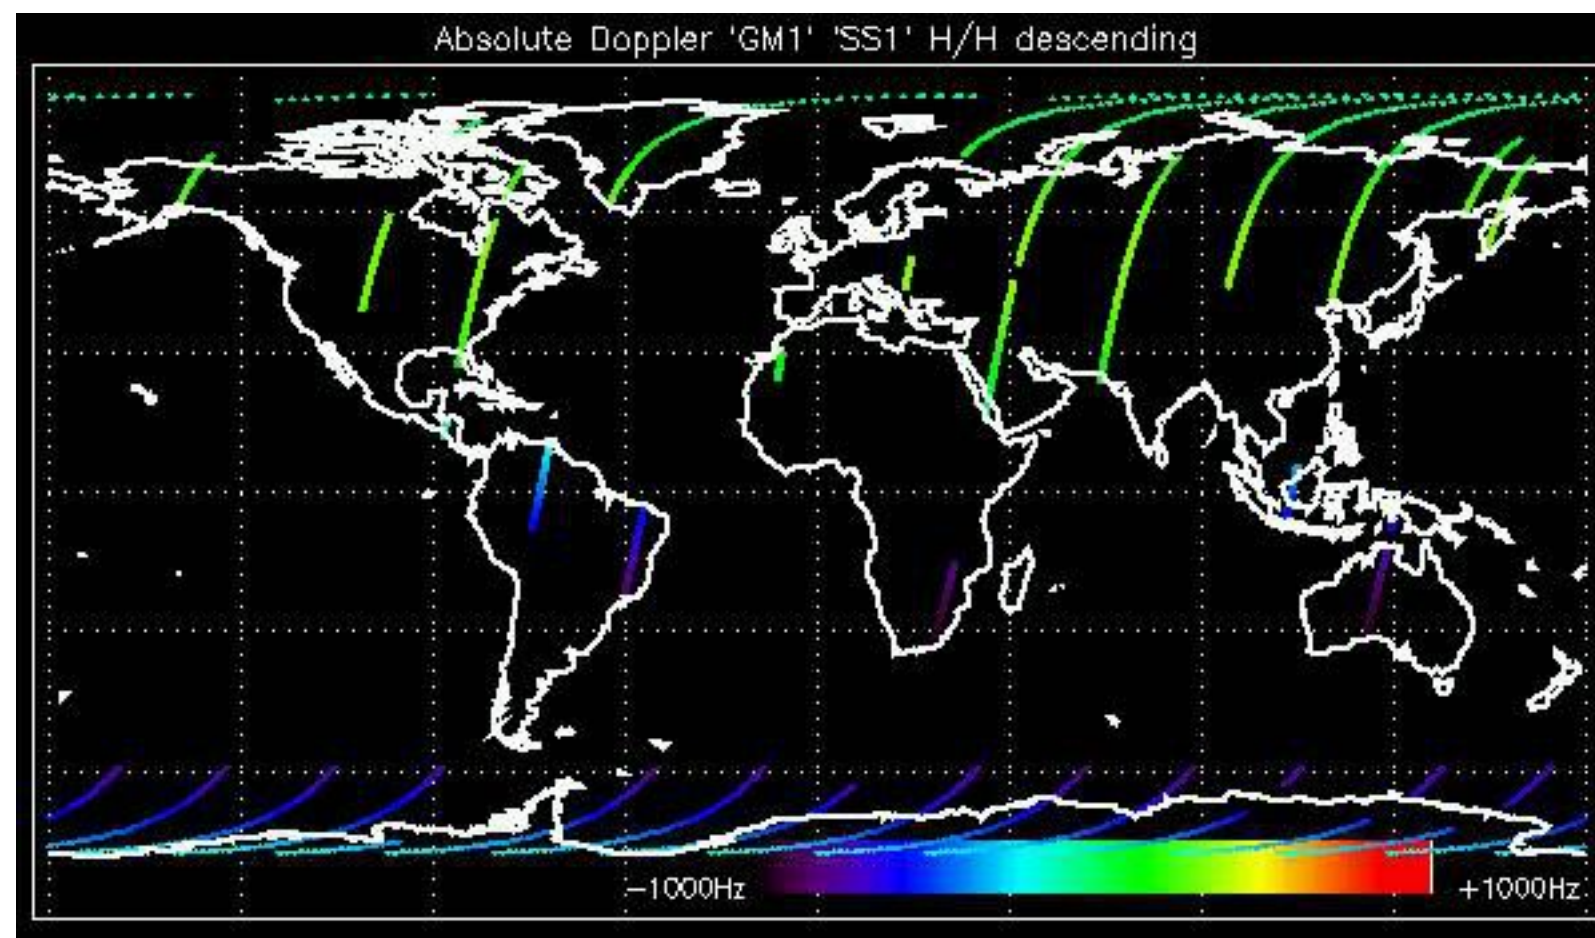 Absolute Doppler 'GM1' 'SS1' H/H descending
−1000Hz
+1000Hz